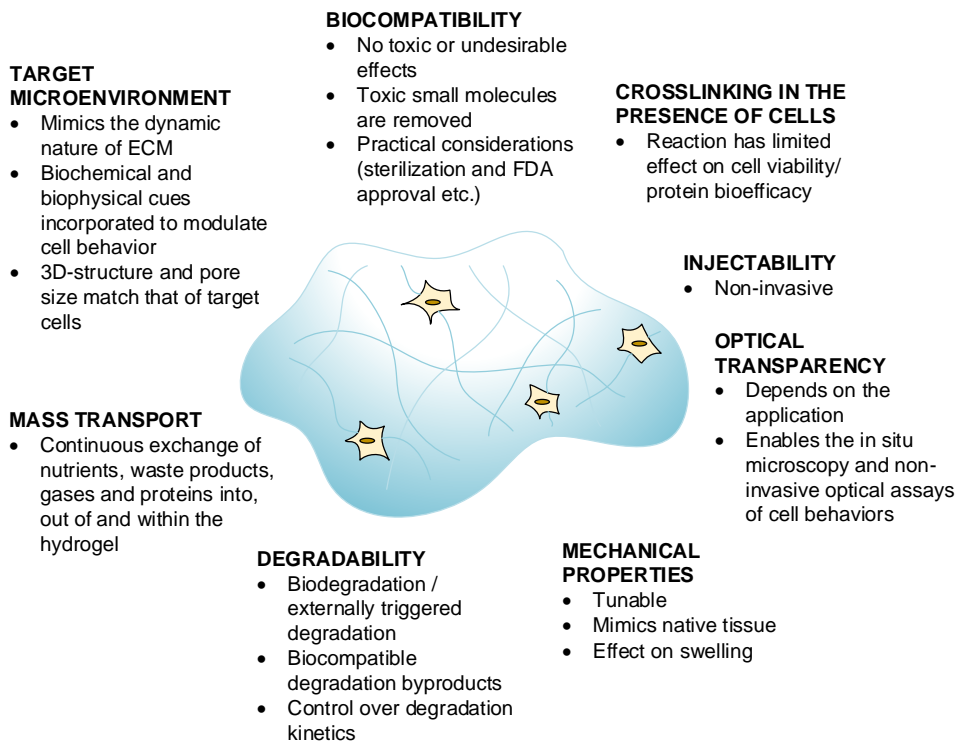 BIOCOMPATIBILITY
• No toxic or undesirable
effects
• Toxic small molecules
are removed
• Practical considerations
(sterilization and FDA
approval etc.)
TARGET
MICROENVIRONMENT
• Mimics the dynamic
nature of ECM
• Biochemical and
biophysical cues
incorporated to modulate
cell behavior
• 3D-structure and pore
size match that of target
cells
CROSSLINKING IN THE
PRESENCE OF CELLS
• Reaction has limited
effect on cell viability/
protein bioefficacy
INJECTABILITY
• Non-invasive
OPTICAL
TRANSPARENCY
• Depends on the
application
• Enables the in situ
microscopy and non-
invasive optical assays
of cell behaviors
MASS TRANSPORT
• Continuous exchange of
nutrients, waste products,
gases and proteins into,
out of and within the
hydrogel
DEGRADABILITY
• Biodegradation /
externally triggered
degradation
• Biocompatible
degradation byproducts
• Control over degradation
kinetics
MECHANICAL
PROPERTIES
• Tunable
• Mimics native tissue
• Effect on swelling